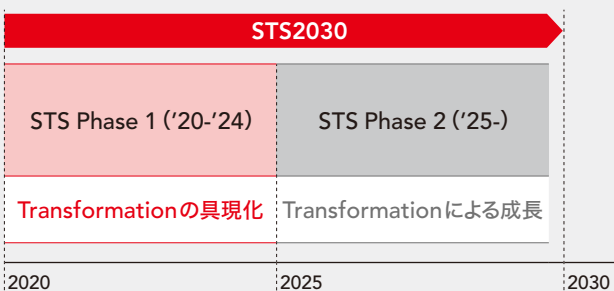 STS2030
STS Phase 1（’20-’24）
STS Phase 2（’25-）
Transformationの具現化
Transformationによる成長
2020
2025
2030